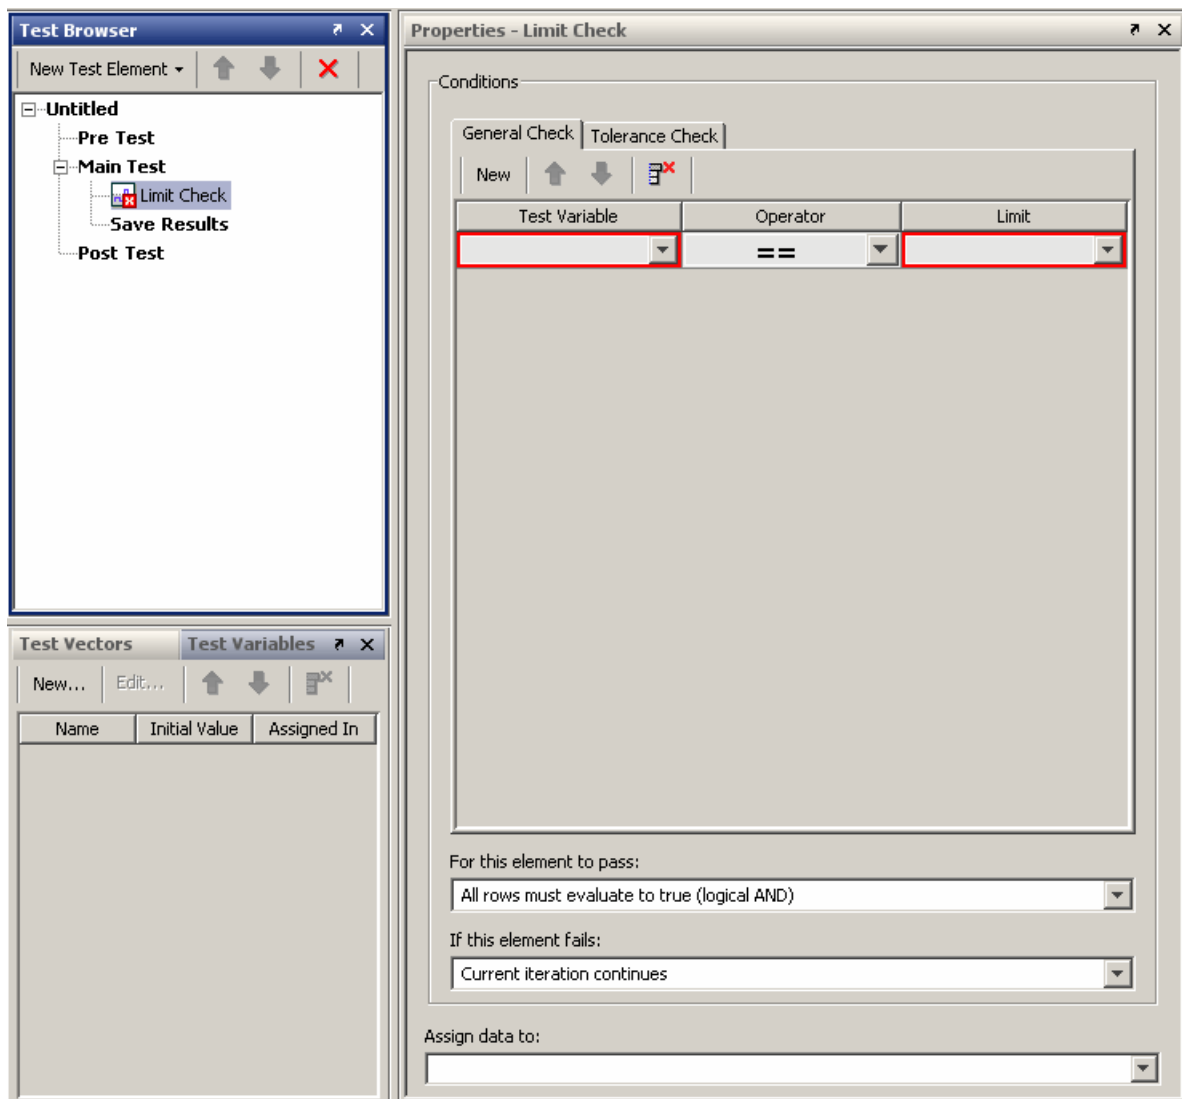 Test Browser
New Test Element
Untitled
Pre Test
Main Test
Limit Check
Save Results
Post Test
Test Vectors Test Variables
New... Edit...
Name Initial Value Assigned In
Properties - Limit Check
Conditions
General Check Tolerance Check
New
Test Variable Operator Limit
==
For this element to pass:
All rows must evaluate to true (logical AND)
If this element fails:
Current iteration continues
Assign data to: